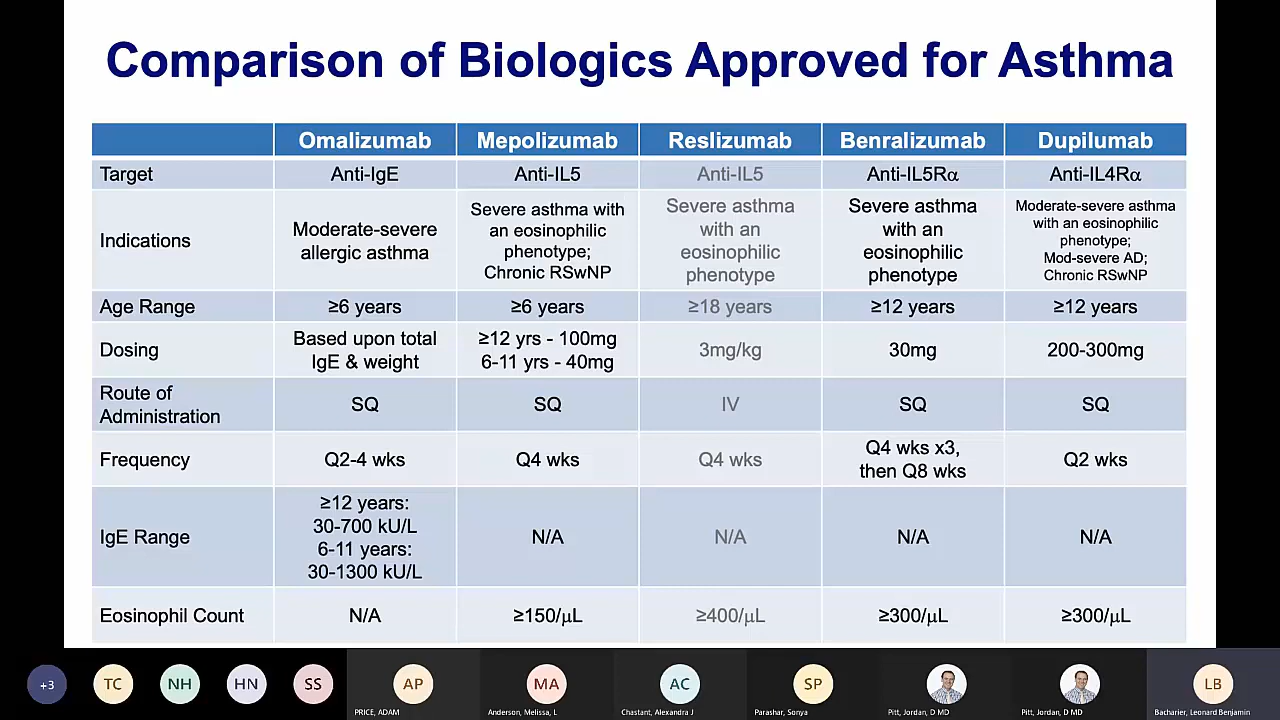 Comparison of Biologics Approved for Asthma
Omalizumab Mepolizumab Reslizumab Benralizumab Dupilumab
Target Anti-IgE Anti-IL5 Anti-IL5 Anti-IL5Rα Anti-IL4Rα
Indications
Moderate-severe
allergic asthma
Severe asthma with
an eosinophilic
phenotype;
Chronic RSwNP
Severe asthma
with an
eosinophilic
phenotype
Severe asthma
with an
eosinophilic
phenotype
Moderate-severe asthma
with an eosinophilic
phenotype;
Mod-severe AD;
Chronic RSwNP
Age Range ≥6 years ≥6 years ≥18 years ≥12 years ≥12 years
Dosing
Based upon total
IgE & weight
≥12 yrs - 100mg
6-11 yrs - 40mg
3mg/kg
30mg
200-300mg
Route of
Administration
SQ SQ IV SQ SQ
Frequency
Q2-4 wks
Q4 wks
Q4 wks
Q4 wks x3,
then Q8 wks
Q2 wks
IgE Range
≥12 years:
30-700 kU/L
6-11 years:
30-1300 kU/L
N/A N/A N/A N/A
Eosinophil Count N/A ≥150/μL ≥400/μL ≥300/μL ≥300/μL
+3 TC NH HN SS AP MA AC SP LB
PRICE, ADAM
Anderson, Melissa, L
Chastant, Alexandra J
Parashar, Sonya
Pitt, Jordan, D MD
Pitt, Jordan, D MD
Bacharier, Leonard Benjamin